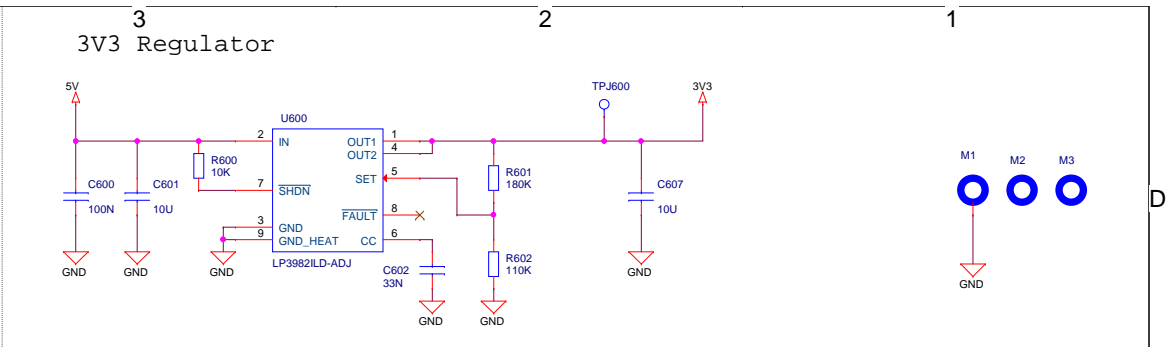 3
2
1
3V3 Regulator
5V
TPJ600
3V3
U600
2
IN
OUT1
1
OUT2
4
R600
10K
SET
5
R601
180K
M1
M2
M3
C600
100N
C601
10U
7
SHDN
C607
10U
D
FAULT
8
3
GND
9
GND_HEAT
CC
6
LP3982ILD-ADJ
C602
33N
R602
110K
GND
GND
GND
GND
GND
GND
GND